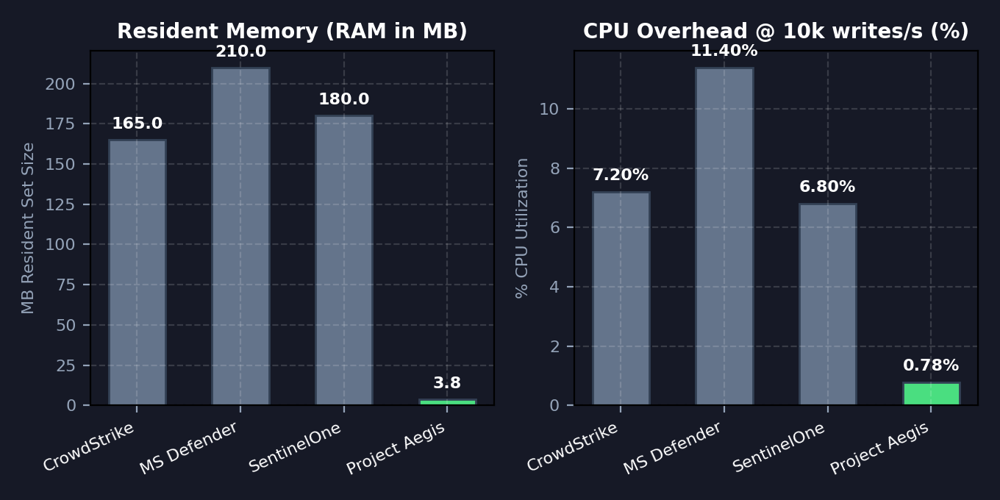 Resident Memory (RAM in MB)
MB Resident Set Size
200
175
150
125
100
75
50
25
0
165.0
210.0
180.0
3.8
CrowdStrike
MS Defender
SentinelOne
Project Aegis
CPU Overhead @ 10k writes/s (%)
% CPU Utilization
10
8
6
4
2
0
7.20%
11.40%
6.80%
0.78%
CrowdStrike
MS Defender
SentinelOne
Project Aegis